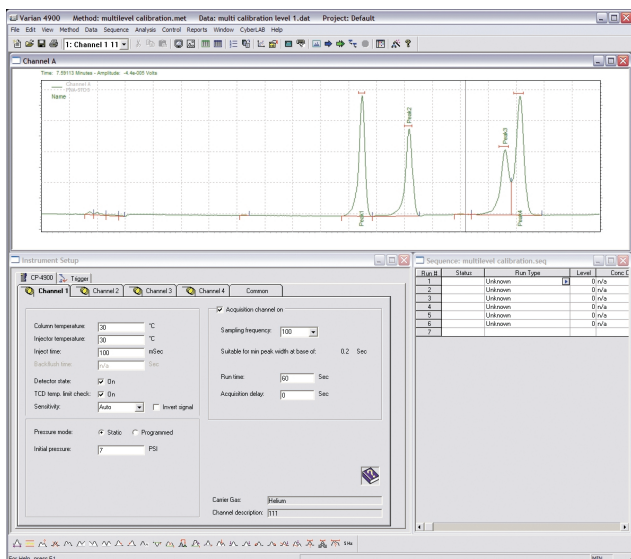 Varian 4900 Method: multilevel calibration.met Data: multi calibration level 1.dat Project: Default
File Edit View Method Data Sequence Analysis Control Reports Window CyberLAB Help
1: Channel 1 11
Channel A
Time: 7.59113 Minutes - Amplitude: -4.4e-005 Volts
Channel A
Name
Peak1
Peak2
Peak3
Peak4
Instrument Setup
CP-4900 Trigger
Channel 1 Channel 2 Channel 3 Channel 4 Common
Column temperature: 30 °C
Injector temperature: 30 °C
Inject time: 100 mSec
Backflush time: n/a Sec
Detector state: On
TCD temp. limit check: On
Sensitivity: Auto Invert signal
Pressure mode: Static Programmed
Initial pressure: 7 PSI
Acquisition channel on
Sampling frequency: 100
Suitable for min peak width at base of: 0.2 Sec
Run time: 60 Sec
Acquisition delay: 0 Sec
Carrier Gas: Helium
Channel description: 111
Sequence: multilevel calibration.seq
Run # Status Run Type Level Conc D
1 Unknown 0 n/a
2 Unknown 0 n/a
3 Unknown 0 n/a
4 Unknown 0 n/a
5 Unknown 0 n/a
6 Unknown 0 n/a
7
5 Hz
For Help, press F1